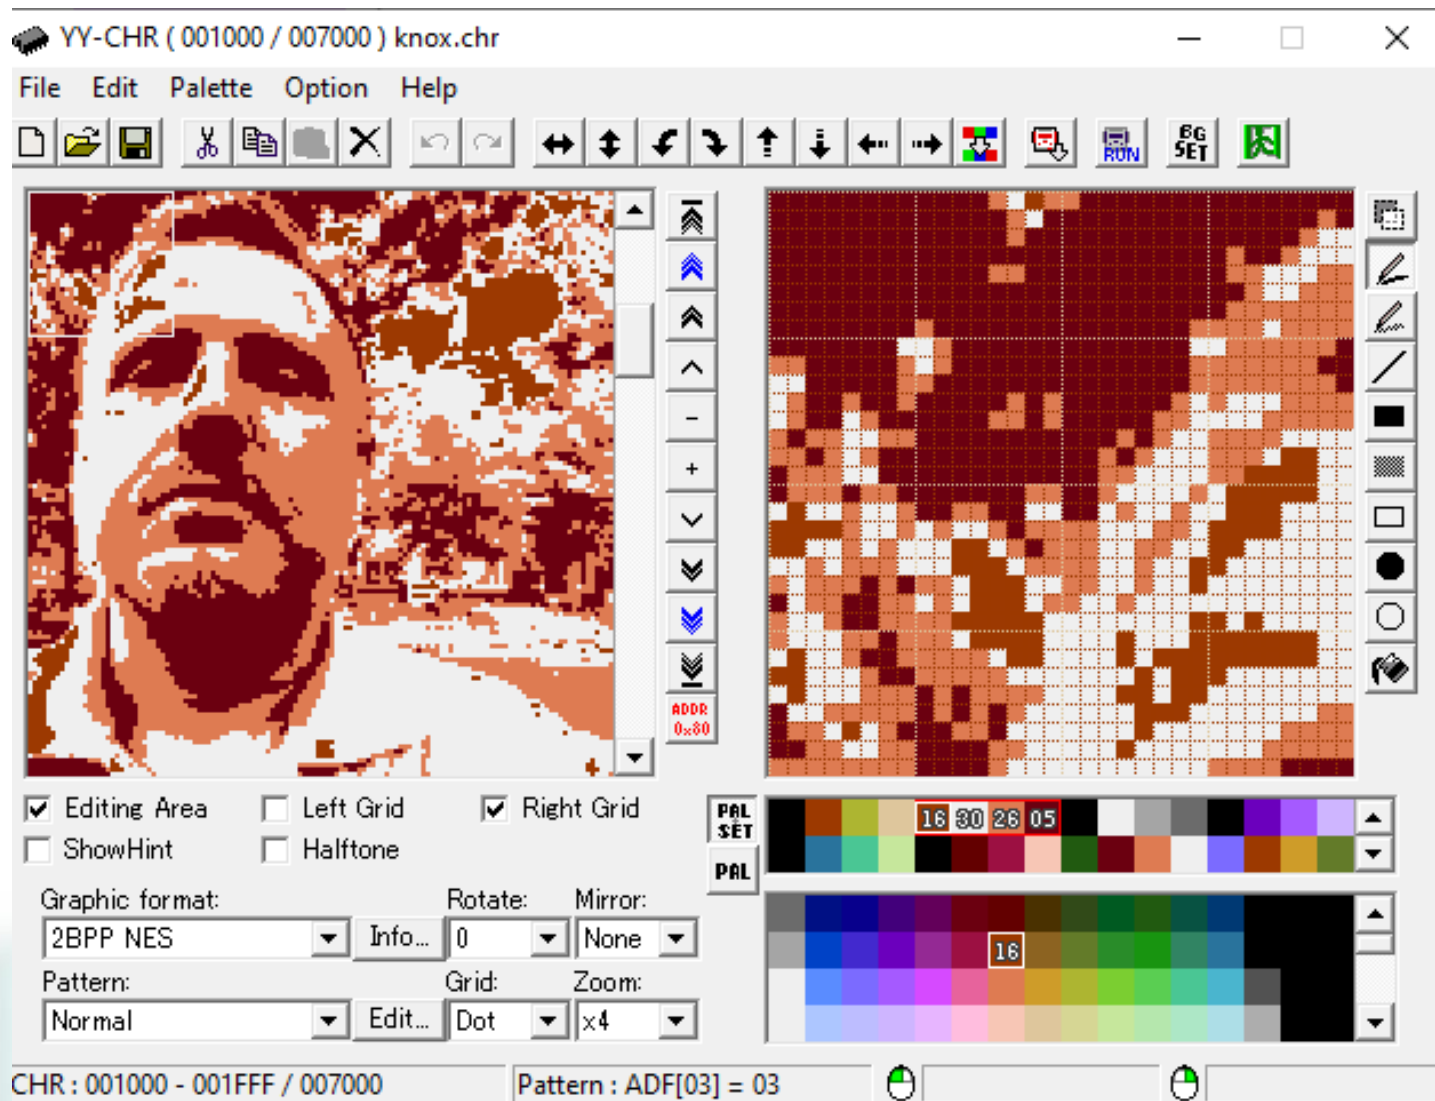 YY-CHR ( 001000 / 007000 ) knox.chr
File Edit Palette Option Help
RUN
BG
SET
ADDR
0x80
Editing Area Left Grid Right Grid
ShowHint Halftone
PAL
SET
PAL
16 30 26 05
16
Graphic format: Rotate: Mirror:
2BPP NES Info... 0 None
Pattern: Grid: Zoom:
Normal Edit... Dot x4
CHR : 001000 - 001FFF / 007000 Pattern : ADF[03] = 03